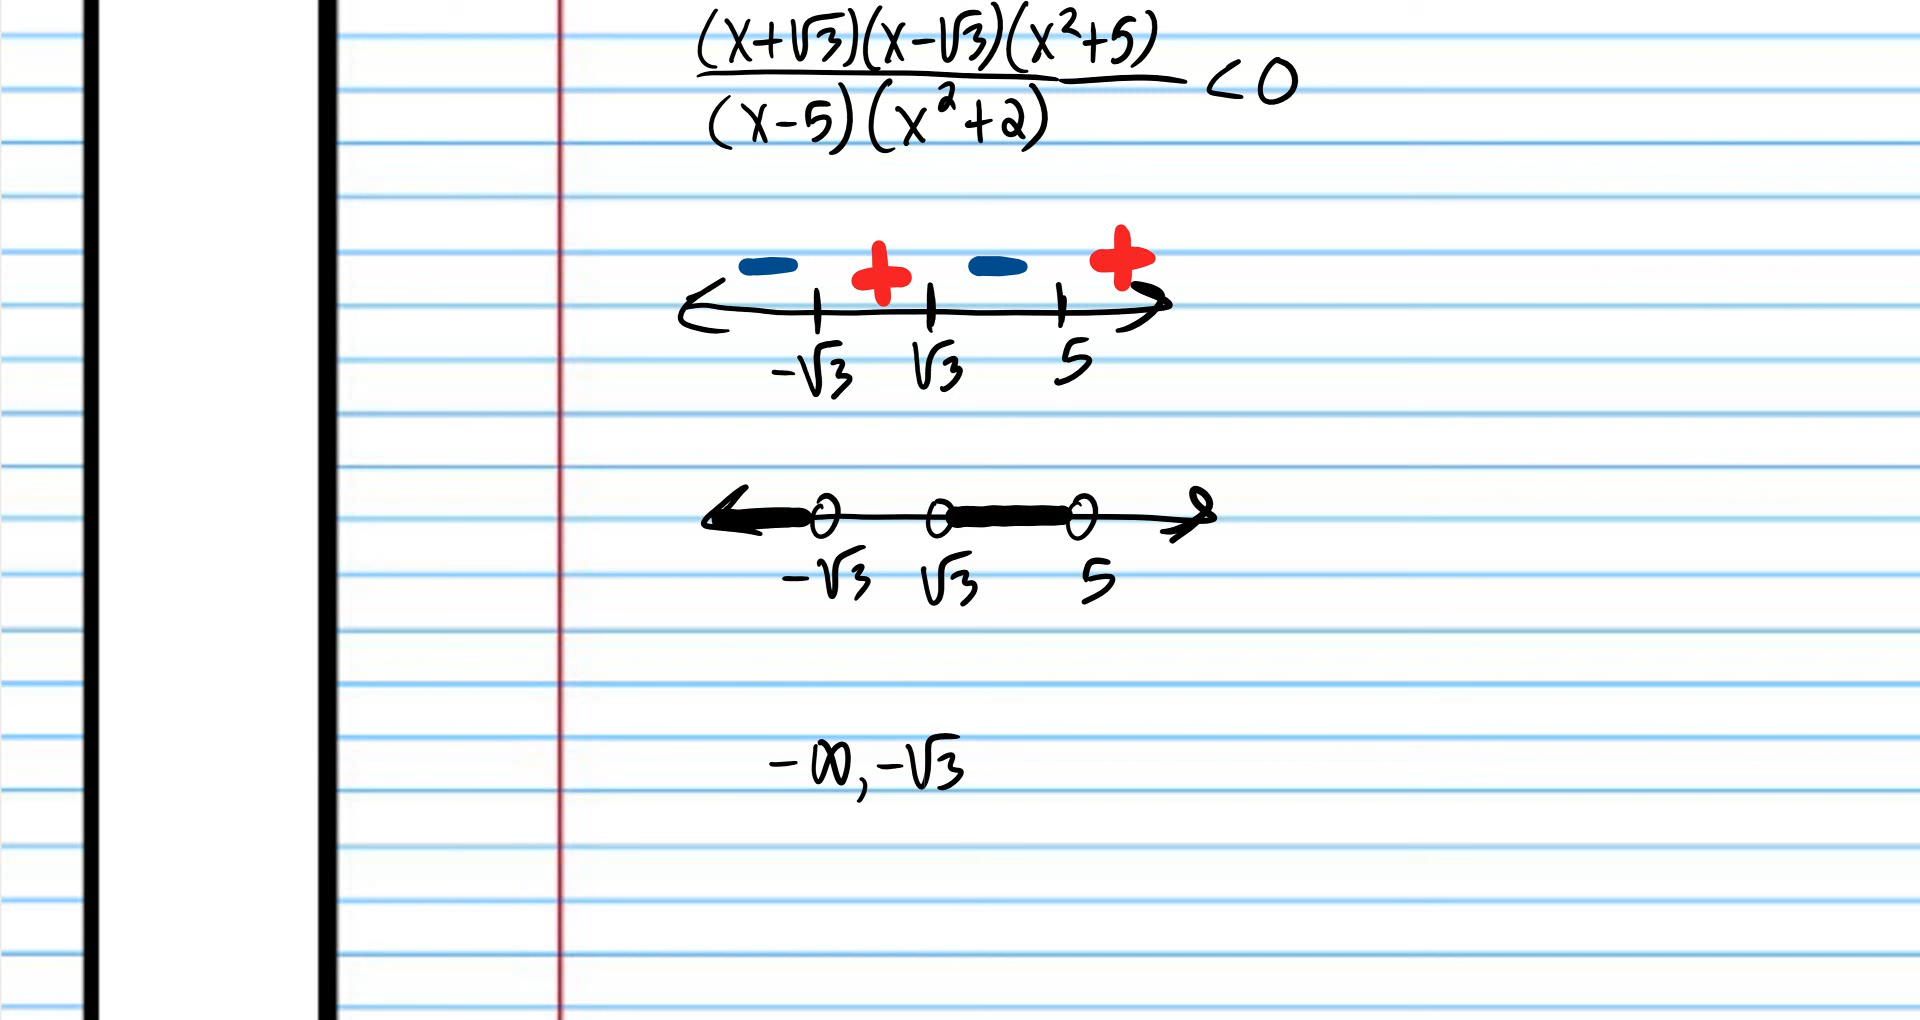 (x+√3)(x-√3)(x²+5)
(x-5)(x²+2) <0
- + - +
-√3 √3 5
-√3 √3 5
-∞,-√3